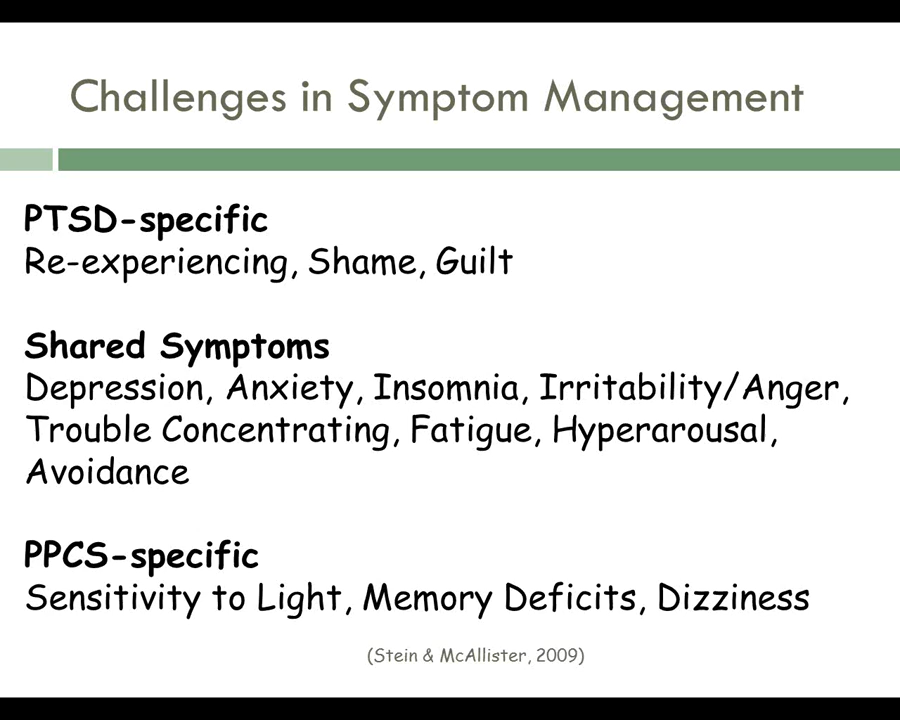 Challenges in Symptom Management
PTSD-specific
Re-experiencing, Shame, Guilt
Shared Symptoms
Depression, Anxiety, Insomnia, Irritability/Anger,
Trouble Concentrating, Fatigue, Hyperarousal,
Avoidance
PPCS-specific
Sensitivity to Light, Memory Deficits, Dizziness
(Stein & McAllister, 2009)